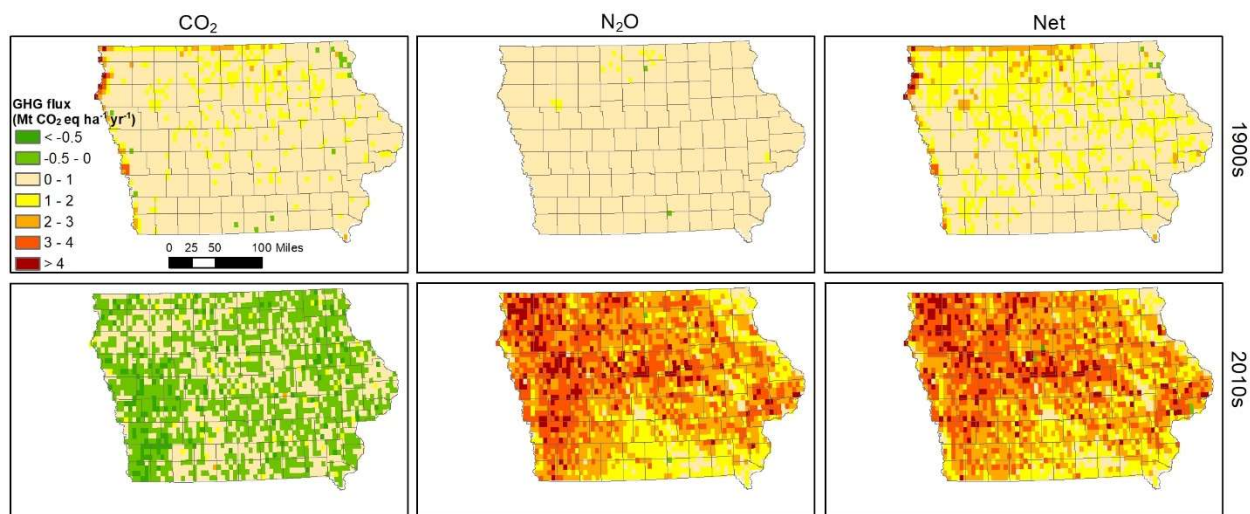 CO₂ N₂O Net
GHG flux
(Mt CO₂ eq ha⁻¹ yr⁻¹)
< -0.5
-0.5 - 0
0 - 1
1 - 2
2 - 3
3 - 4
> 4
0 25 50 100 Miles
1900s
2010s